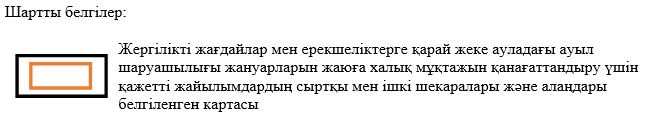 Шартты белгілер:
Жергілікті жағдайлар мен ерекшеліктерге қарай жеке ауладағы ауыл
шаруашылығы жануарларын жаюға халық мұқтажын қанағаттандыру үшін
қажетті жайылымдардың сыртқы мен ішкі шекаралары және алаңдары
белгіленген картасы